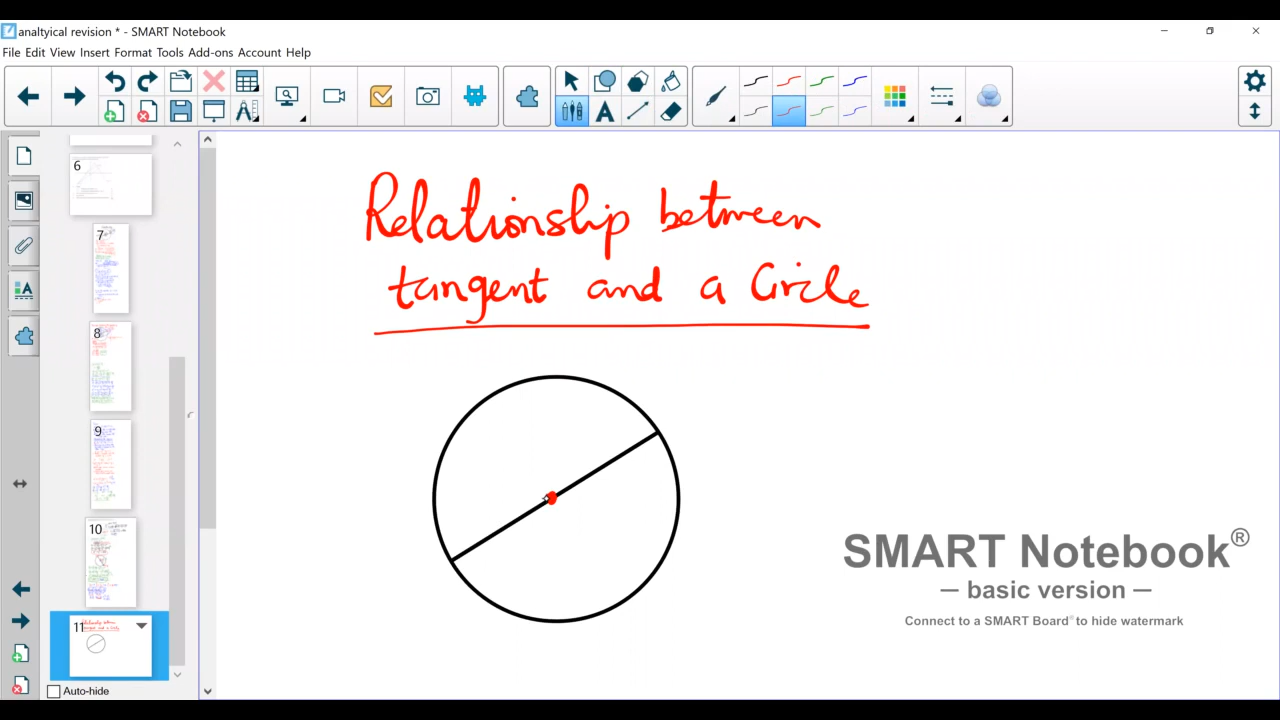 analtyical revision * - SMART Notebook
File Edit View Insert Format Tools Add-ons Account Help
6
7
8
9
10
11
Auto-hide
Relationship between
tangent and a Circle
SMART Notebook®
— basic version —
Connect to a SMART Board® to hide watermark